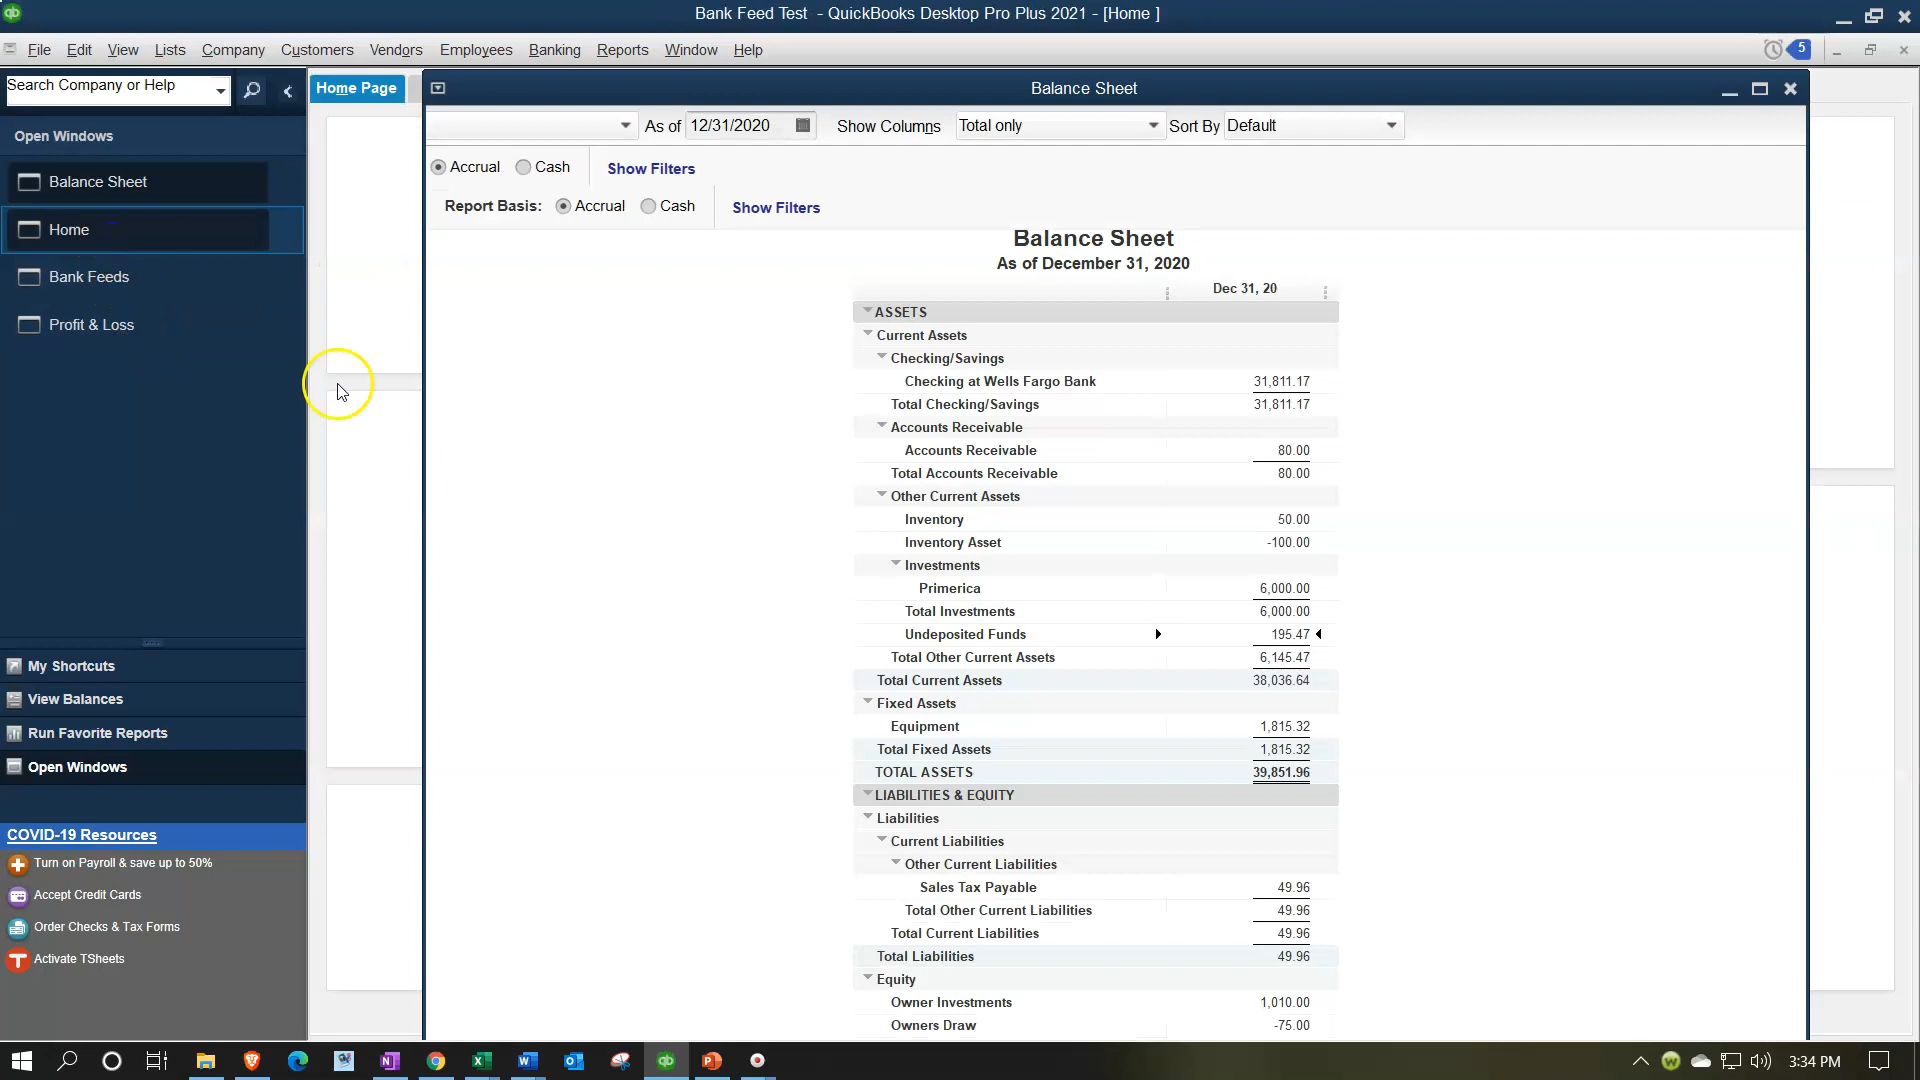 Bank Feed Test - QuickBooks Desktop Pro Plus 2021 - [Home ]
File Edit View Lists Company Customers Vendors Employees Banking Reports Window Help
5
Search Company or Help
Home Page
Balance Sheet
As of 12/31/2020 Show Columns Total only Sort By Default
Accrual Cash Show Filters
Report Basis: Accrual Cash Show Filters
Open Windows
Balance Sheet
Home
Bank Feeds
Profit & Loss
My Shortcuts
View Balances
Run Favorite Reports
Open Windows
COVID-19 Resources
Turn on Payroll & save up to 50%
Accept Credit Cards
Order Checks & Tax Forms
Activate TSheets
Balance Sheet
As of December 31, 2020
Dec 31, 20
ASSETS
Current Assets
Checking/Savings
Checking at Wells Fargo Bank 31,811.17
Total Checking/Savings 31,811.17
Accounts Receivable
Accounts Receivable 80.00
Total Accounts Receivable 80.00
Other Current Assets
Inventory 50.00
Inventory Asset -100.00
Investments
Primerica 6,000.00
Total Investments 6,000.00
Undeposited Funds 195.47
Total Other Current Assets 6,145.47
Total Current Assets 38,036.64
Fixed Assets
Equipment 1,815.32
Total Fixed Assets 1,815.32
TOTAL ASSETS 39,851.96
LIABILITIES & EQUITY
Liabilities
Current Liabilities
Other Current Liabilities
Sales Tax Payable 49.96
Total Other Current Liabilities 49.96
Total Current Liabilities 49.96
Total Liabilities 49.96
Equity
Owner Investments 1,010.00
Owners Draw -75.00
3:34 PM